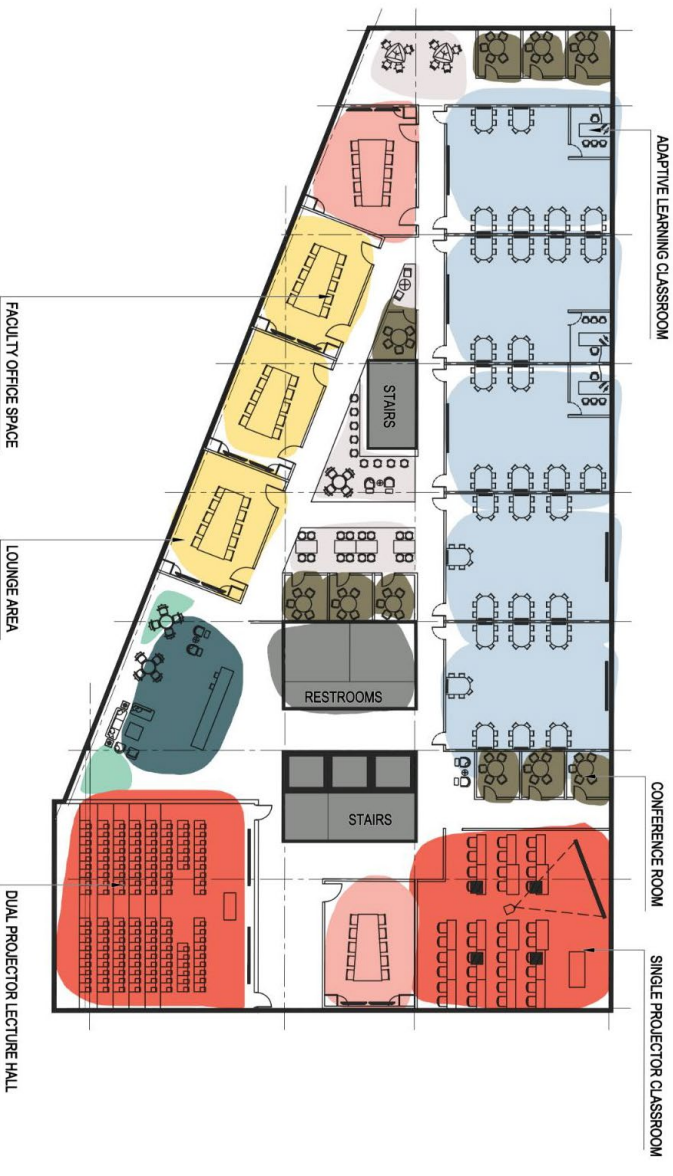 ADAPTIVE LEARNING CLASSROOM
CONFERENCE ROOM
SINGLE PROJECTOR CLASSROOM
STAIRS
RESTROOMS
STAIRS
FACULTY OFFICE SPACE
LOUNGE AREA
DUAL PROJECTOR LECTURE HALL